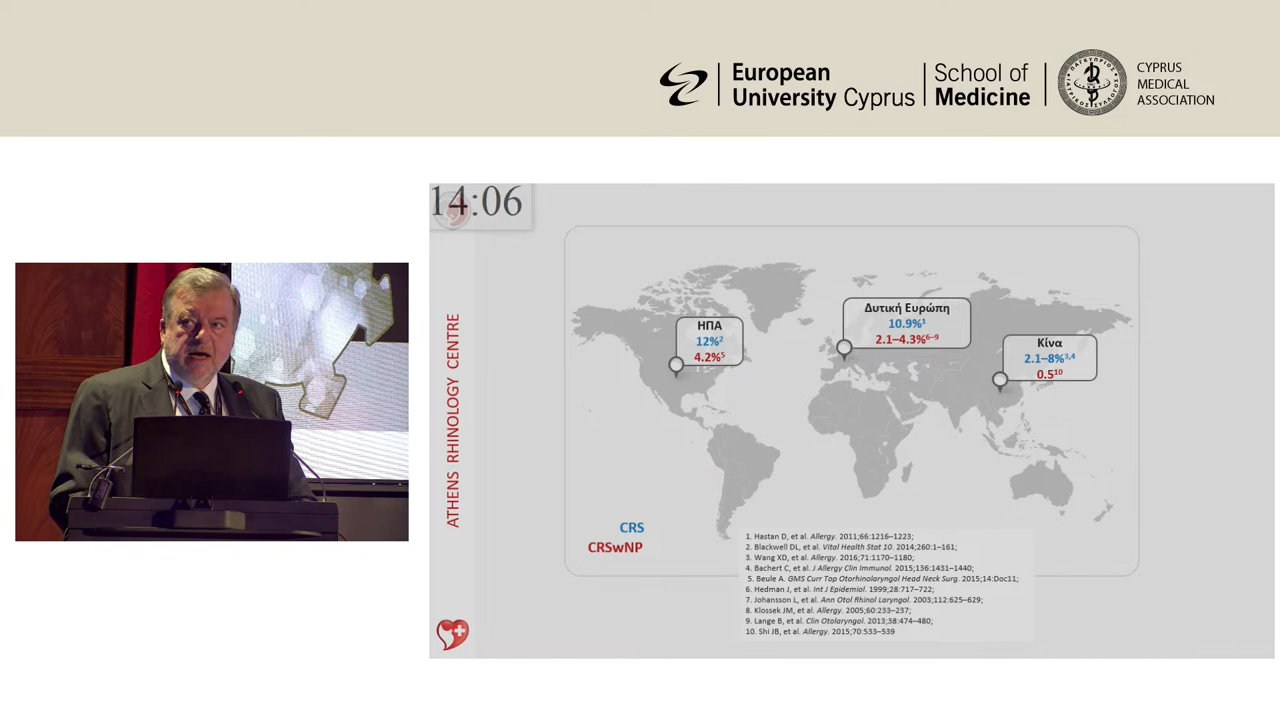 European
University Cyprus
School of
Medicine
CYPRUS
MEDICAL
ASSOCIATION
ΠΑΓΚΥΠΡΙΟΣ
ΙΑΤΡΙΚΟΣ ΣΥΛΛΟΓΟΣ
14:06
ATHENS RHINOLOGY CENTRE
ΗΠΑ
12%2
4.2%5
Δυτική Ευρώπη
10.9%1
2.1–4.3%6–9
Κίνα
2.1–8%3,4
0.510
CRS
CRSwNP
1. Hastan D, et al. Allergy. 2011;66:1216–1223;
2. Blackwell DL, et al. Vital Health Stat 10. 2014;260:1–161;
3. Wang XD, et al. Allergy. 2016;71:1170–1180;
4. Bachert C, et al. J Allergy Clin Immunol. 2015;136:1431–1440;
5. Beule A. GMS Curr Top Otorhinolaryngol Head Neck Surg. 2015;14:Doc11;
6. Hedman J, et al. Int J Epidemiol. 1999;28:717–722;
7. Johansson L, et al. Ann Otol Rhinol Laryngol. 2003;112:625–629;
8. Klossek JM, et al. Allergy. 2005;60:233–237;
9. Lange B, et al. Clin Otolaryngol. 2013;38:474–480;
10. Shi JB, et al. Allergy. 2015;70:533–539